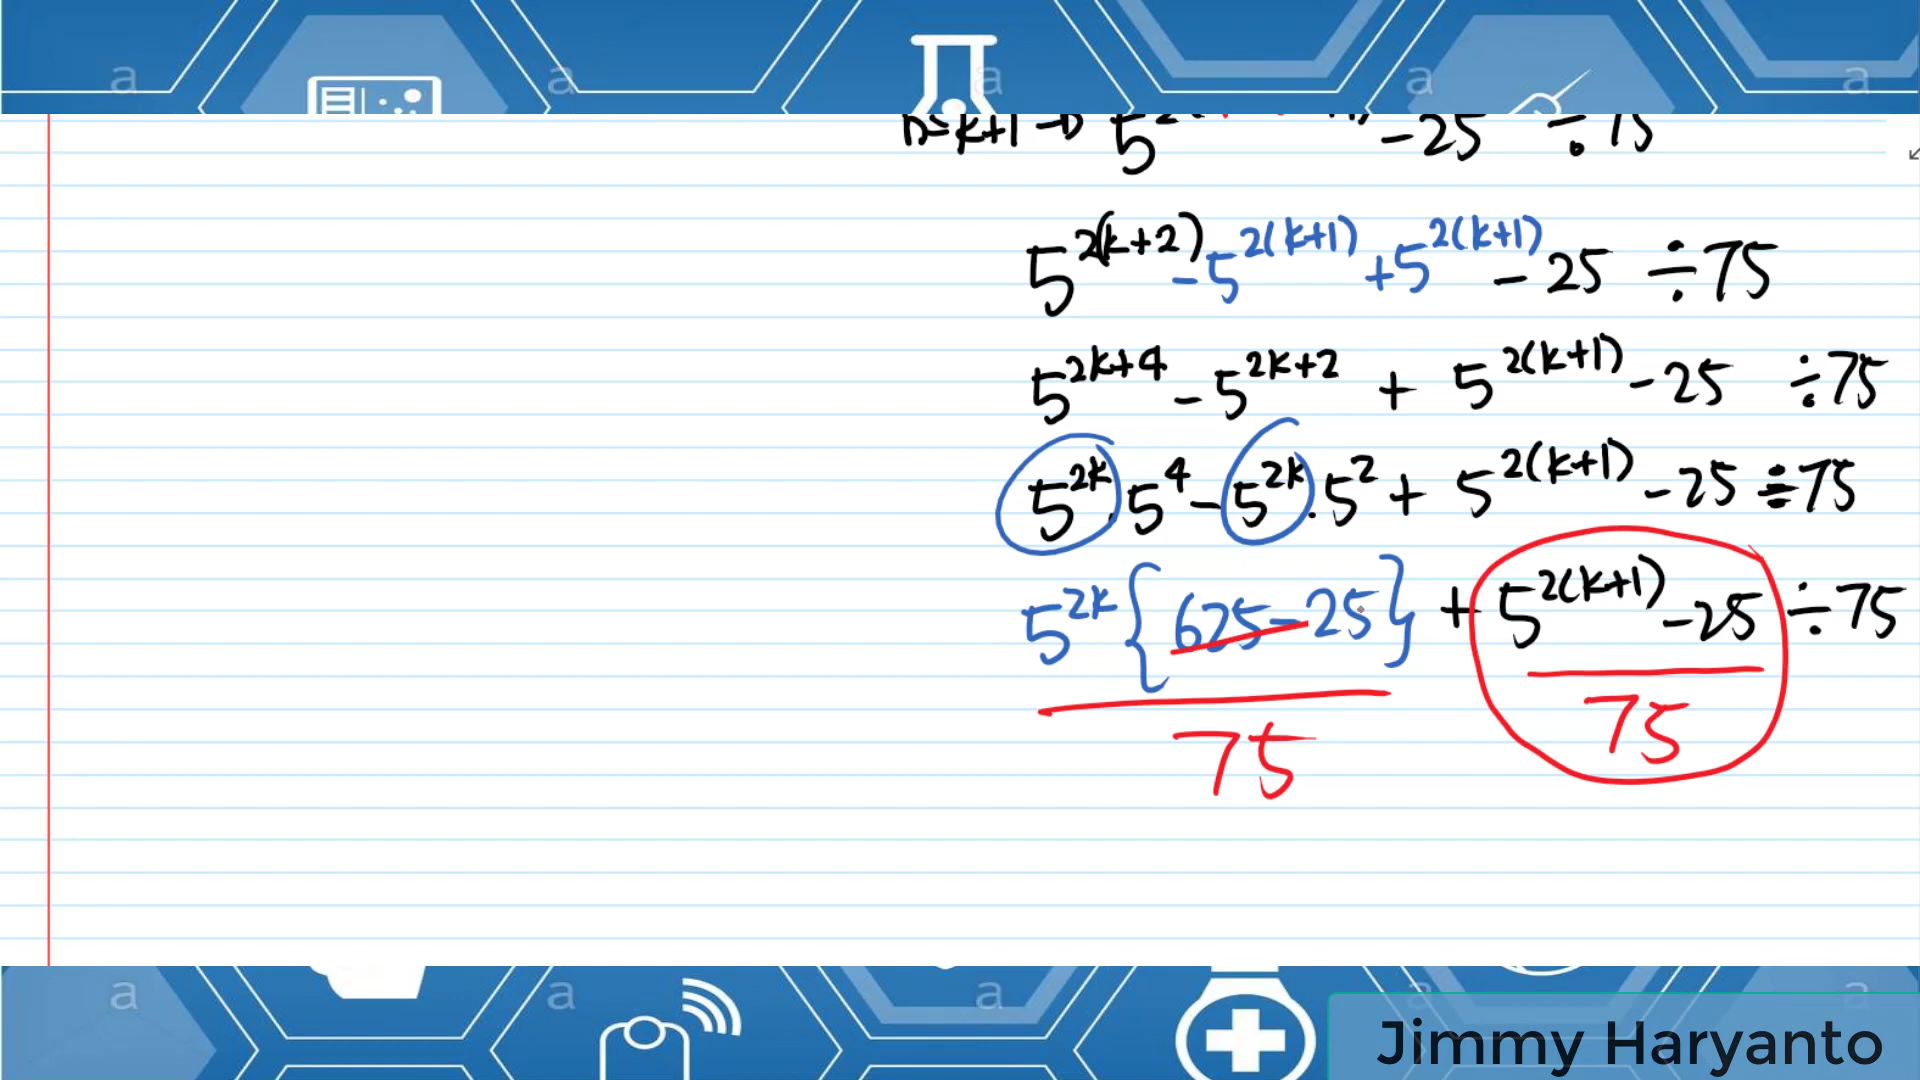 a a a a a
n=k+1 → 5 - 25 ÷ 75
5^{2(k+2)} - 5^{2(k+1)} + 5^{2(k+1)} - 25 ÷ 75
5^{2k+4} - 5^{2k+2} + 5^{2(k+1)} - 25 ÷ 75
5^{2k} . 5^4 - 5^{2k} . 5^2 + 5^{2(k+1)} - 25 ÷ 75
5^{2k} { 625 - 25 } + 5^{2(k+1)} - 25 ÷ 75
75 75
a a a a a
Jimmy Haryanto